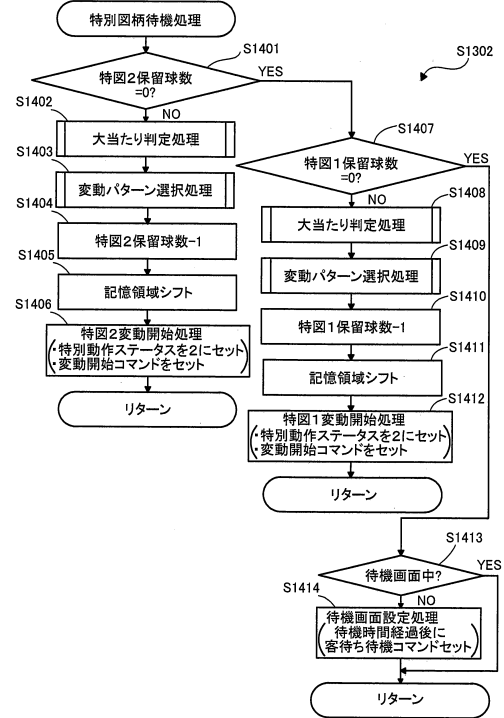 特別図柄待機処理
S1401
S1302
特図2保留球数
=0?
YES
NO
S1402
大当たり判定処理
S1403
変動パターン選択処理
S1404
特図2保留球数-1
S1405
記憶領域シフト
S1406
特図2変動開始処理
・特別動作ステータスを2にセット
・変動開始コマンドをセット
リターン
S1407
特図1保留球数
=0?
YES
NO
S1408
大当たり判定処理
S1409
変動パターン選択処理
S1410
特図1保留球数-1
S1411
記憶領域シフト
S1412
特図1変動開始処理
・特別動作ステータスを2にセット
・変動開始コマンドをセット
リターン
S1413
待機画面中?
YES
NO
S1414
待機画面設定処理
(待機時間経過後に
客待ち待機コマンドセット)
リターン